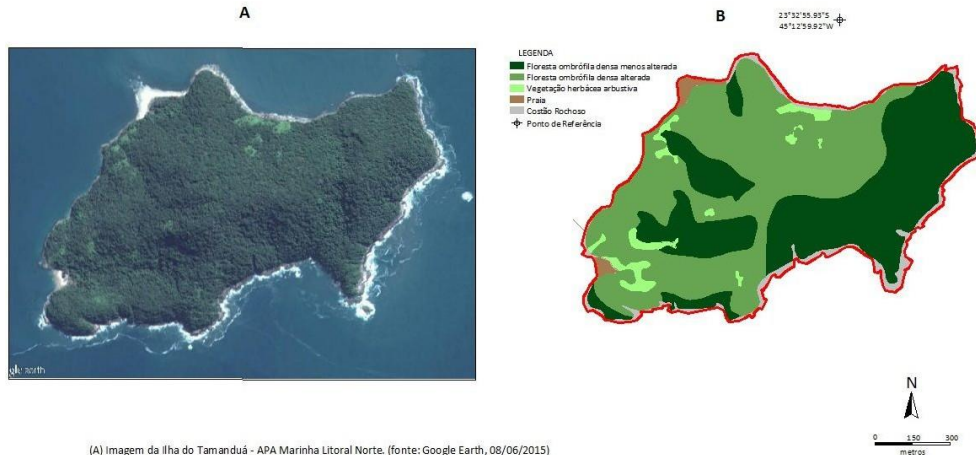 A
B
23°32'55.95"S
45°12'59.92"W
LEGENDA
Floresta ombrófila densa menos alterada
Floresta ombrófila densa alterada
Vegetação herbácea arbustiva
Praia
Costão Rochoso
Ponto de Referência
earth
N
0 150 300
metros
(A) Imagem da Ilha do Tamanduá - APA Marinha Litoral Norte. (fonte: Google Earth, 08/06/2015)